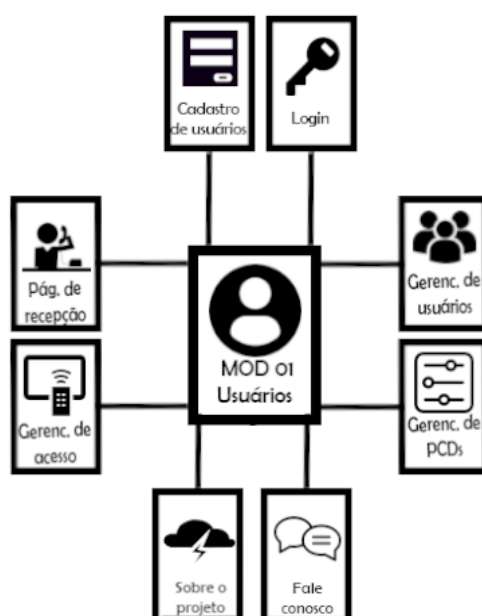 Cadastro
de usuários
Login
Pág. de
recepção
Gerenc. de
usuários
MOD 01
Usuários
Gerenc. de
acesso
Gerenc. de
PCDs
Sobre o
projeto
Fale
conosco